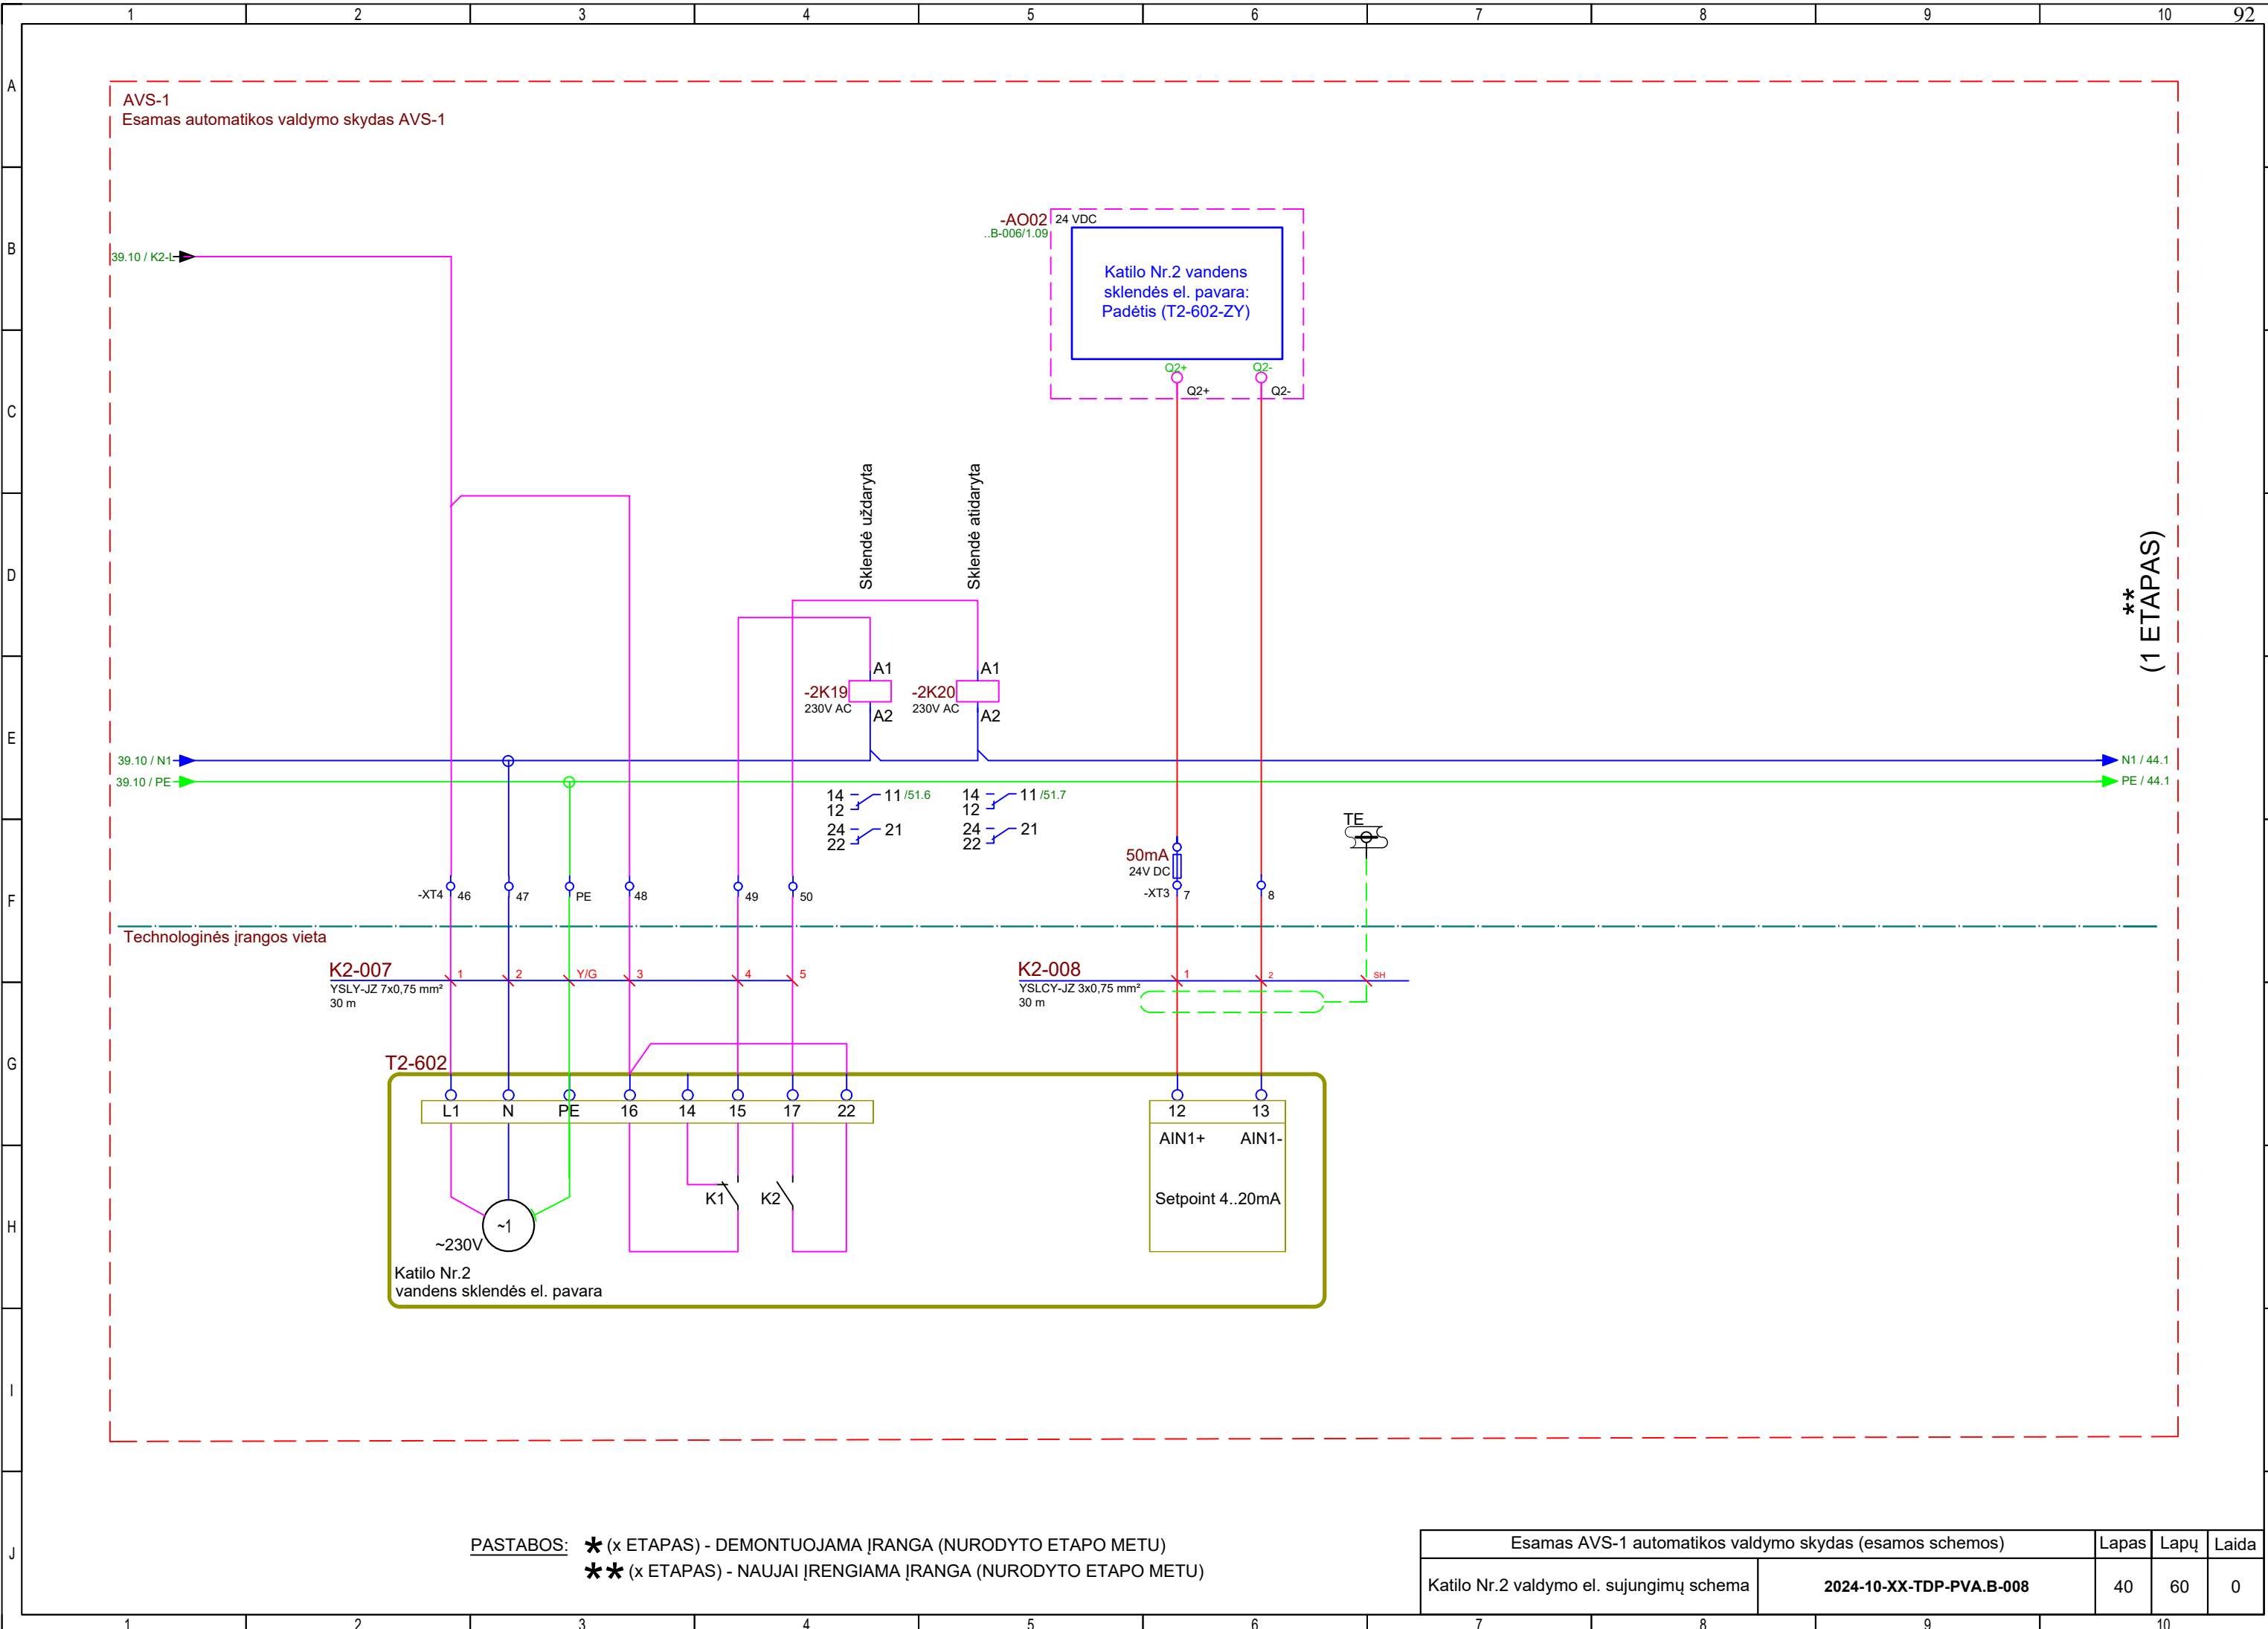 1 2 3 4 5 6 7 8 9 10 92
A
AVS-1
Esamas automatikos valdymo skydas AVS-1
B
-AO02 24 VDC
..B-006/1.09
39.10 / K2-L
Katilo Nr.2 vandens
sklendės el. pavara:
Padėtis (T2-602-ZY)
Q2+ Q2-
Q2+ Q2-
C
Sklendė uždaryta
Sklendė atidaryta
D
**
(1 ETAPAS)
A1 A1
-2K19 -2K20
230V AC 230V AC
A2 A2
E
39.10 / N1 N1 / 44.1
39.10 / PE PE / 44.1
14 11 /51.6 14 11 /51.7
12 12
24 21 24 21
22 22
TE
50mA
24V DC
-XT4 46 47 PE 48 49 50 -XT3 7 8
F
Technologinės įrangos vieta
K2-007 1 2 Y/G 3 4 5
YSLY-JZ 7x0,75 mm²
30 m
K2-008 1 2 SH
YSLCY-JZ 3x0,75 mm²
30 m
G
T2-602
L1 N PE 16 14 15 17 22 12 13
AIN1+ AIN1-
K1 K2 Setpoint 4..20mA
H
~1
~230V
Katilo Nr.2
vandens sklendės el. pavara
I
J
PASTABOS: * (x ETAPAS) - DEMONTUOJAMA ĮRANGA (NURODYTO ETAPO METU)
** (x ETAPAS) - NAUJAI ĮRENGIAMA ĮRANGA (NURODYTO ETAPO METU)
Esamas AVS-1 automatikos valdymo skydas (esamos schemos) Lapas Lapų Laida
Katilo Nr.2 valdymo el. sujungimų schema 2024-10-XX-TDP-PVA.B-008 40 60 0
1 2 3 4 5 6 7 8 9 10